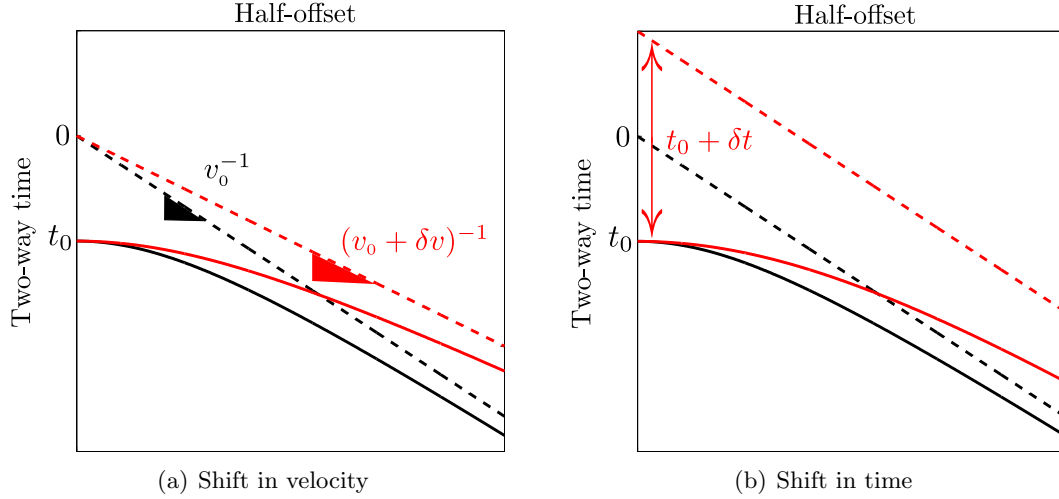 Half-offset
Two-way time
0
t₀
v₀⁻¹
(v₀ + δv)⁻¹
(a) Shift in velocity
Half-offset
Two-way time
0
t₀
t₀ + δt
(b) Shift in time